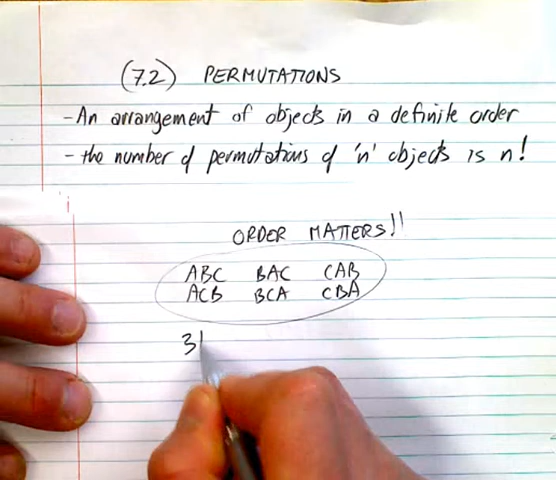 (7.2) PERMUTATIONS
- An arrangement of objects in a definite order
- the number of permutations of 'n' objects is n!
ORDER MATTERS!!
ABC BAC CAB
ACB BCA CBA
3!